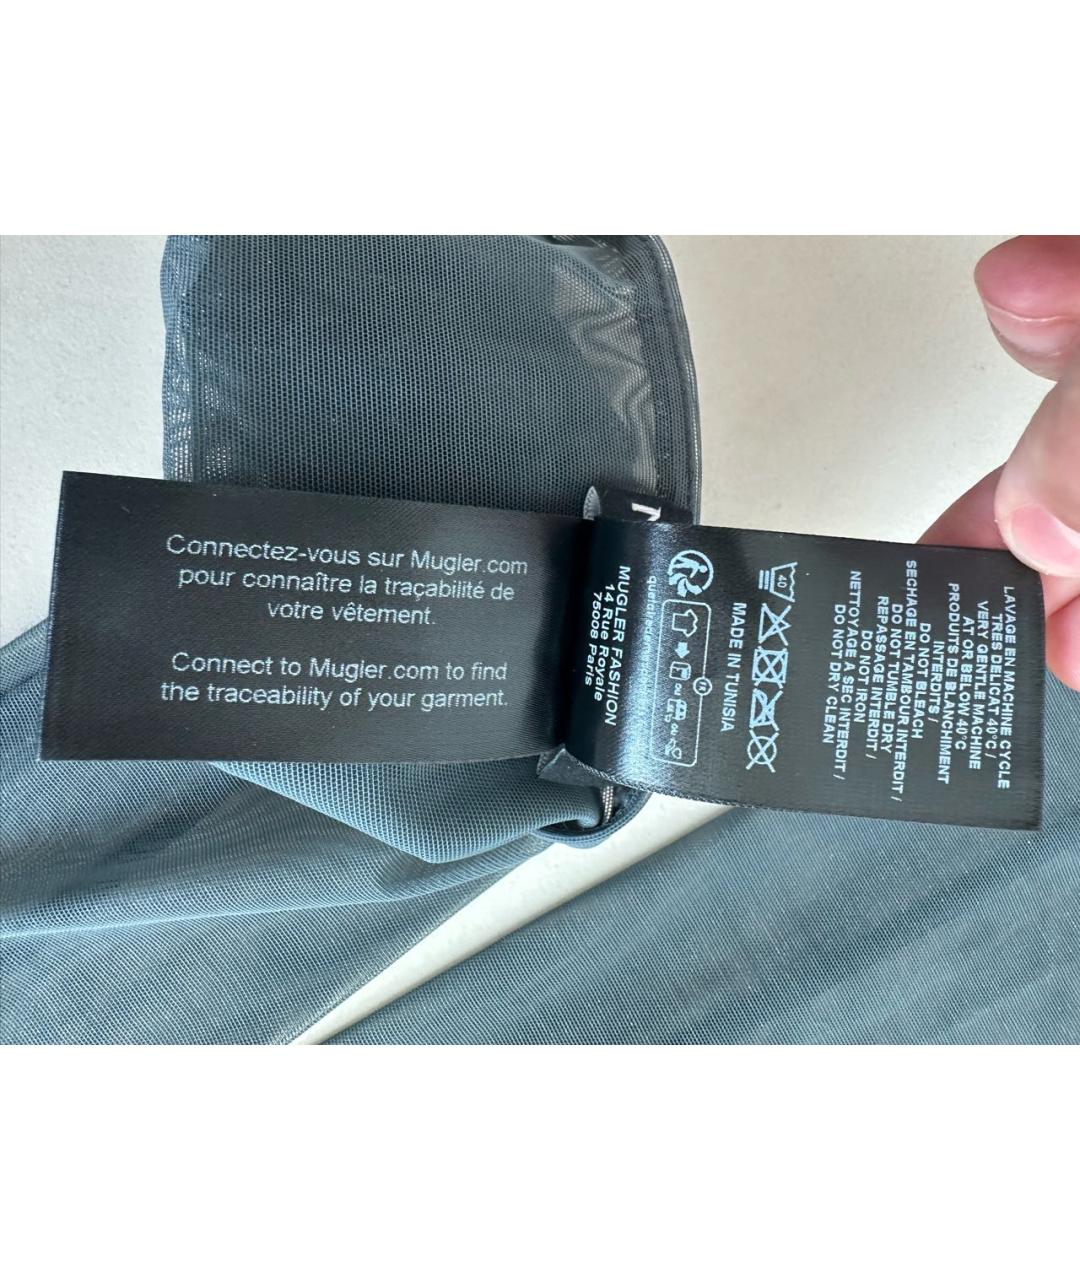 Connectez-vous sur Mugler.com
pour connaître la traçabilité de
votre vêtement.
Connect to Mugler.com to find
the traceability of your garment.
MUGLER FASHION
14 Rue Royale
75008 Paris
MADE IN TUNISIA
40
LAVAGE EN MACHINE CYCLE
TRES DELICAT 40°C /
VERY GENTLE MACHINE
AT OR BELOW 40°C
PRODUITS DE BLANCHIMENT
INTERDITS /
DO NOT BLEACH
SECHAGE EN TAMBOUR INTERDIT /
DO NOT TUMBLE DRY
REPASSAGE INTERDIT /
DO NOT IRON
NETTOYAGE A SEC INTERDIT /
DO NOT DRY CLEAN